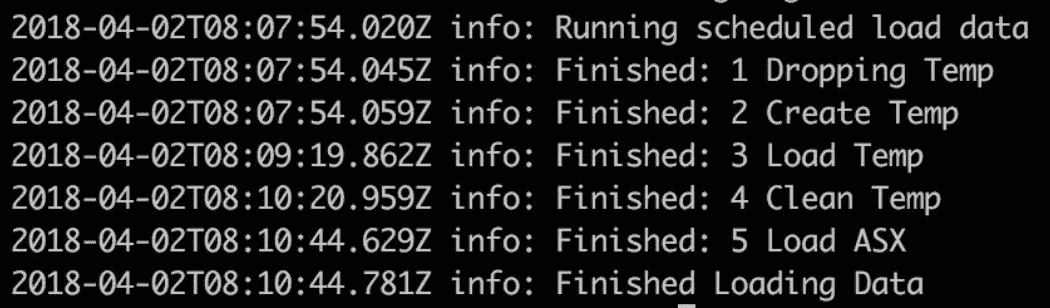 2018-04-02T08:07:54.020Z info: Running scheduled load data
2018-04-02T08:07:54.045Z info: Finished: 1 Dropping Temp
2018-04-02T08:07:54.059Z info: Finished: 2 Create Temp
2018-04-02T08:09:19.862Z info: Finished: 3 Load Temp
2018-04-02T08:10:20.959Z info: Finished: 4 Clean Temp
2018-04-02T08:10:44.629Z info: Finished: 5 Load ASX
2018-04-02T08:10:44.781Z info: Finished Loading Data